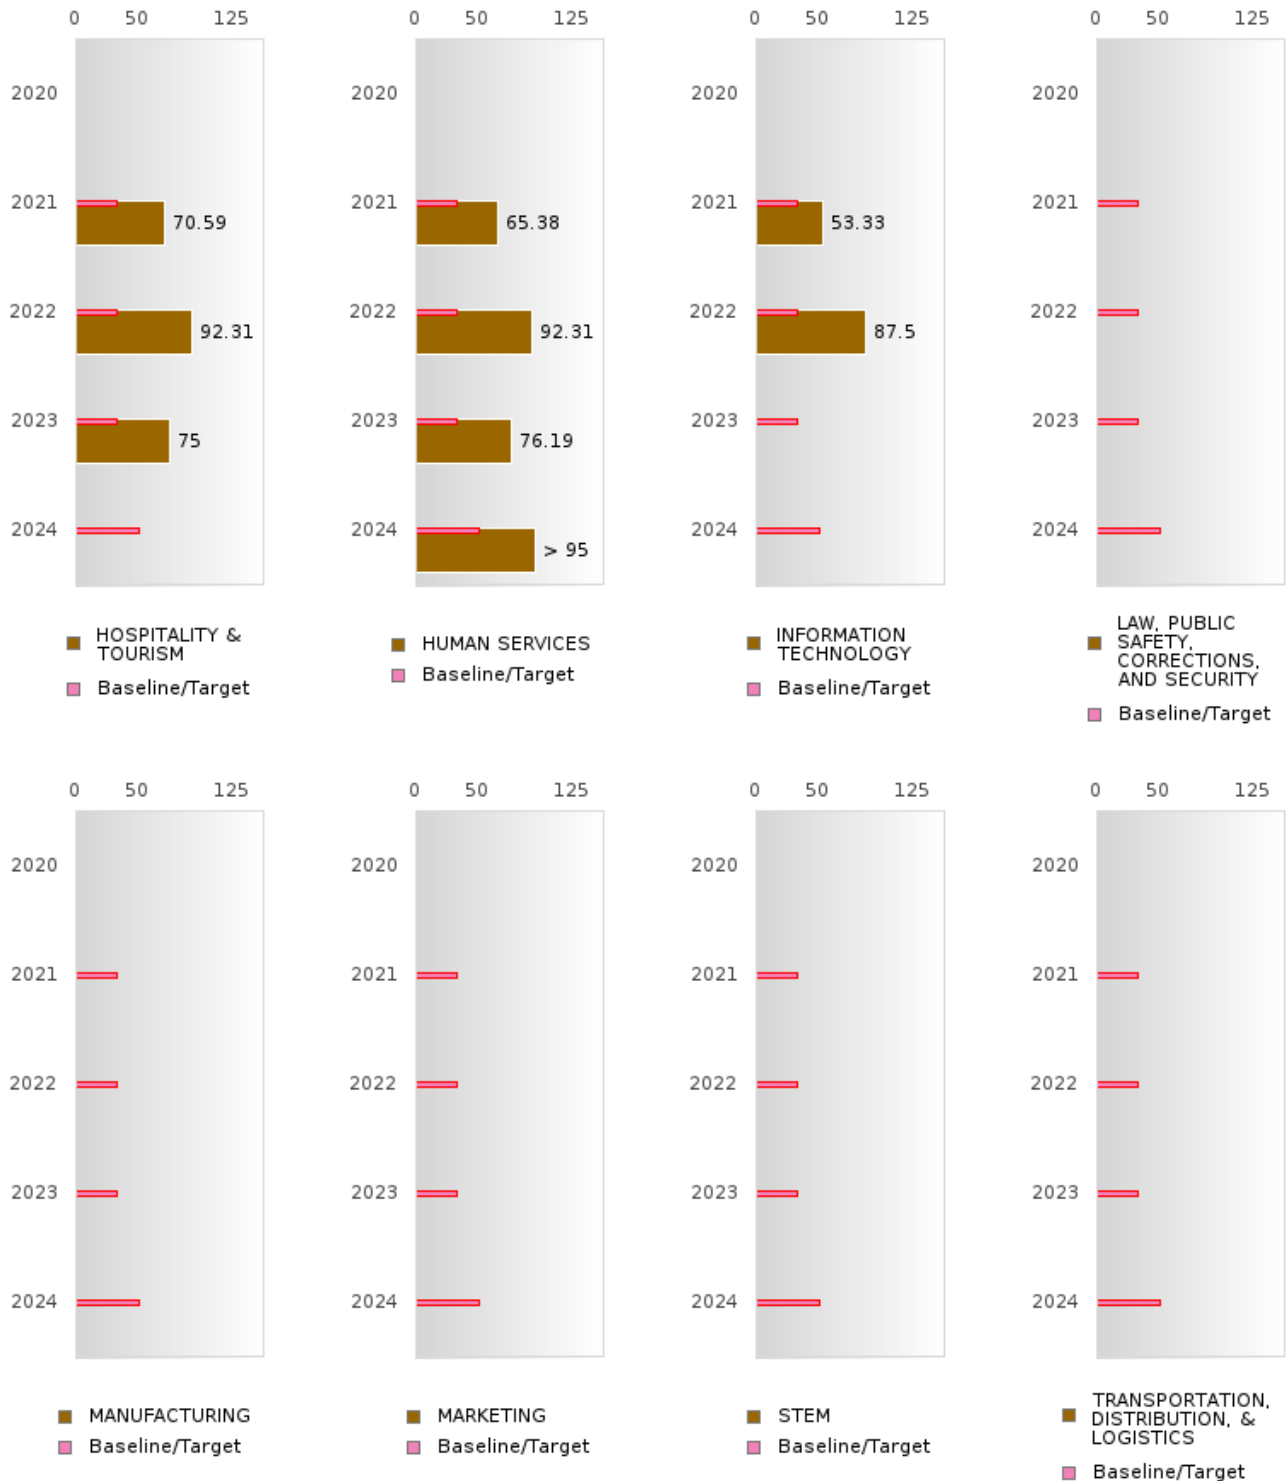 0 50 125
2020
2021
70.59
2022
92.31
2023
75
2024
HOSPITALITY &
TOURISM
Baseline/Target
0 50 125
2020
2021
65.38
2022
92.31
2023
76.19
2024
> 95
HUMAN SERVICES
Baseline/Target
0 50 125
2020
2021
53.33
2022
87.5
2023
2024
INFORMATION
TECHNOLOGY
Baseline/Target
0 50 125
2020
2021
2022
2023
2024
LAW, PUBLIC
SAFETY,
CORRECTIONS,
AND SECURITY
Baseline/Target
0 50 125
2020
2021
2022
2023
2024
MANUFACTURING
Baseline/Target
0 50 125
2020
2021
2022
2023
2024
MARKETING
Baseline/Target
0 50 125
2020
2021
2022
2023
2024
STEM
Baseline/Target
0 50 125
2020
2021
2022
2023
2024
TRANSPORTATION,
DISTRIBUTION, &
LOGISTICS
Baseline/Target